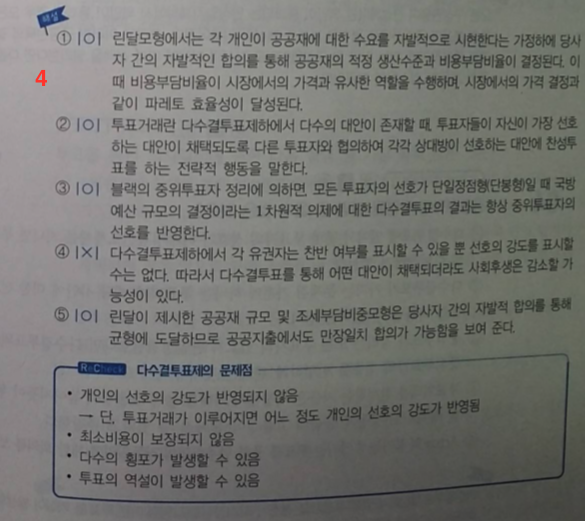 해설
① |O| 린달모형에서는 각 개인이 공공재에 대한 수요를 자발적으로 시현한다는 가정하에 당사
자 간의 자발적인 합의를 통해 공공재의 적정 생산수준과 비용부담비율이 결정된다. 이
4
때 비용부담비율이 시장에서의 가격과 유사한 역할을 수행하며, 시장에서의 가격 결정과
같이 파레토 효율성이 달성된다.
② |O| 투표거래란 다수결투표제하에서 다수의 대안이 존재할 때, 투표자들이 자신이 가장 선호
하는 대안이 채택되도록 다른 투표자와 협의하여 각각 상대방이 선호하는 대안에 찬성투
표를 하는 전략적 행동을 말한다.
③ |O| 블랙의 중위투표자 정리에 의하면, 모든 투표자의 선호가 단일정점형(단봉형)일 때 국방
예산 규모의 결정이라는 1차원적 의제에 대한 다수결투표의 결과는 항상 중위투표자의
선호를 반영한다.
④ |X| 다수결투표제하에서 각 유권자는 찬반 여부를 표시할 수 있을 뿐 선호의 강도를 표시할
수는 없다. 따라서 다수결투표를 통해 어떤 대안이 채택되더라도 사회후생은 감소할 가
능성이 있다.
⑤ |O| 린달이 제시한 공공재 규모 및 조세부담비중모형은 당사자 간의 자발적 합의를 통해
균형에 도달하므로 공공지출에서도 만장일치 합의가 가능함을 보여 준다.
ReCheck 다수결투표제의 문제점
• 개인의 선호의 강도가 반영되지 않음
→ 단, 투표거래가 이루어지면 어느 정도 개인의 선호의 강도가 반영됨
• 최소비용이 보장되지 않음
• 다수의 횡포가 발생할 수 있음
• 투표의 역설이 발생할 수 있음